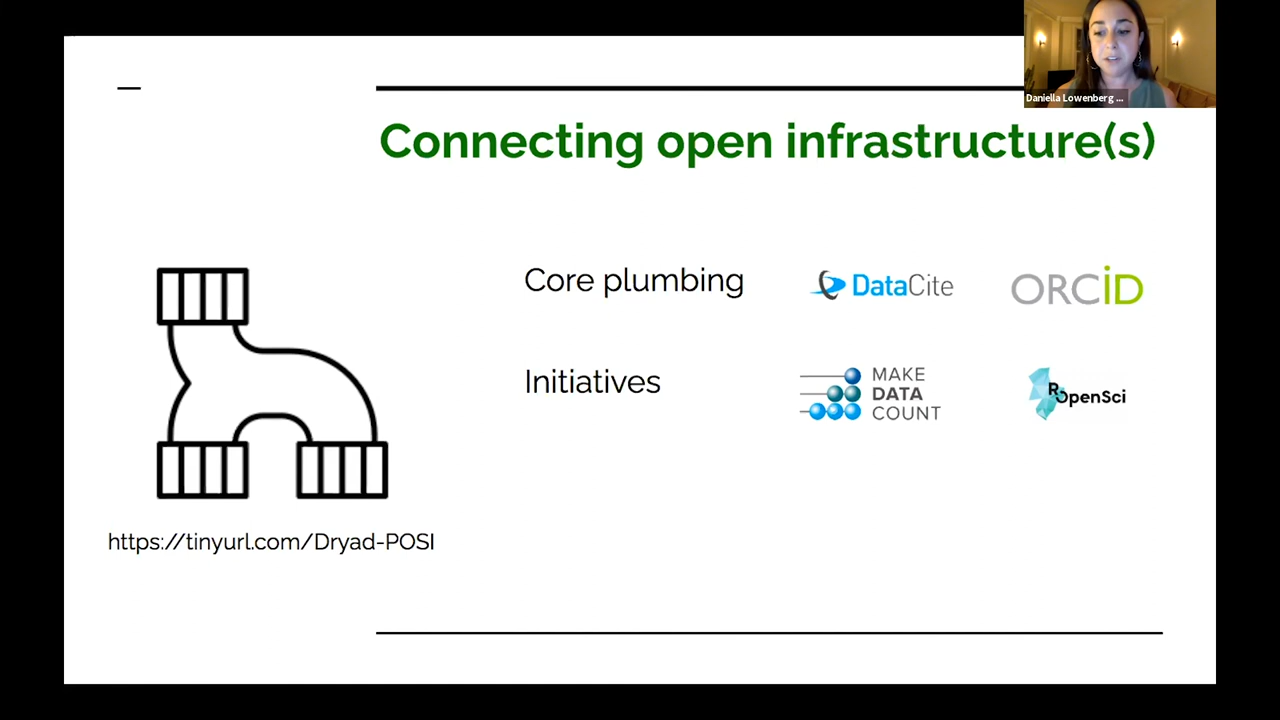 Daniella Lowenberg ...
Connecting open infrastructure(s)
Core plumbing
DataCite
ORCiD
Initiatives
MAKE
DATA
COUNT
ROpenSci
https://tinyurl.com/Dryad-POSI